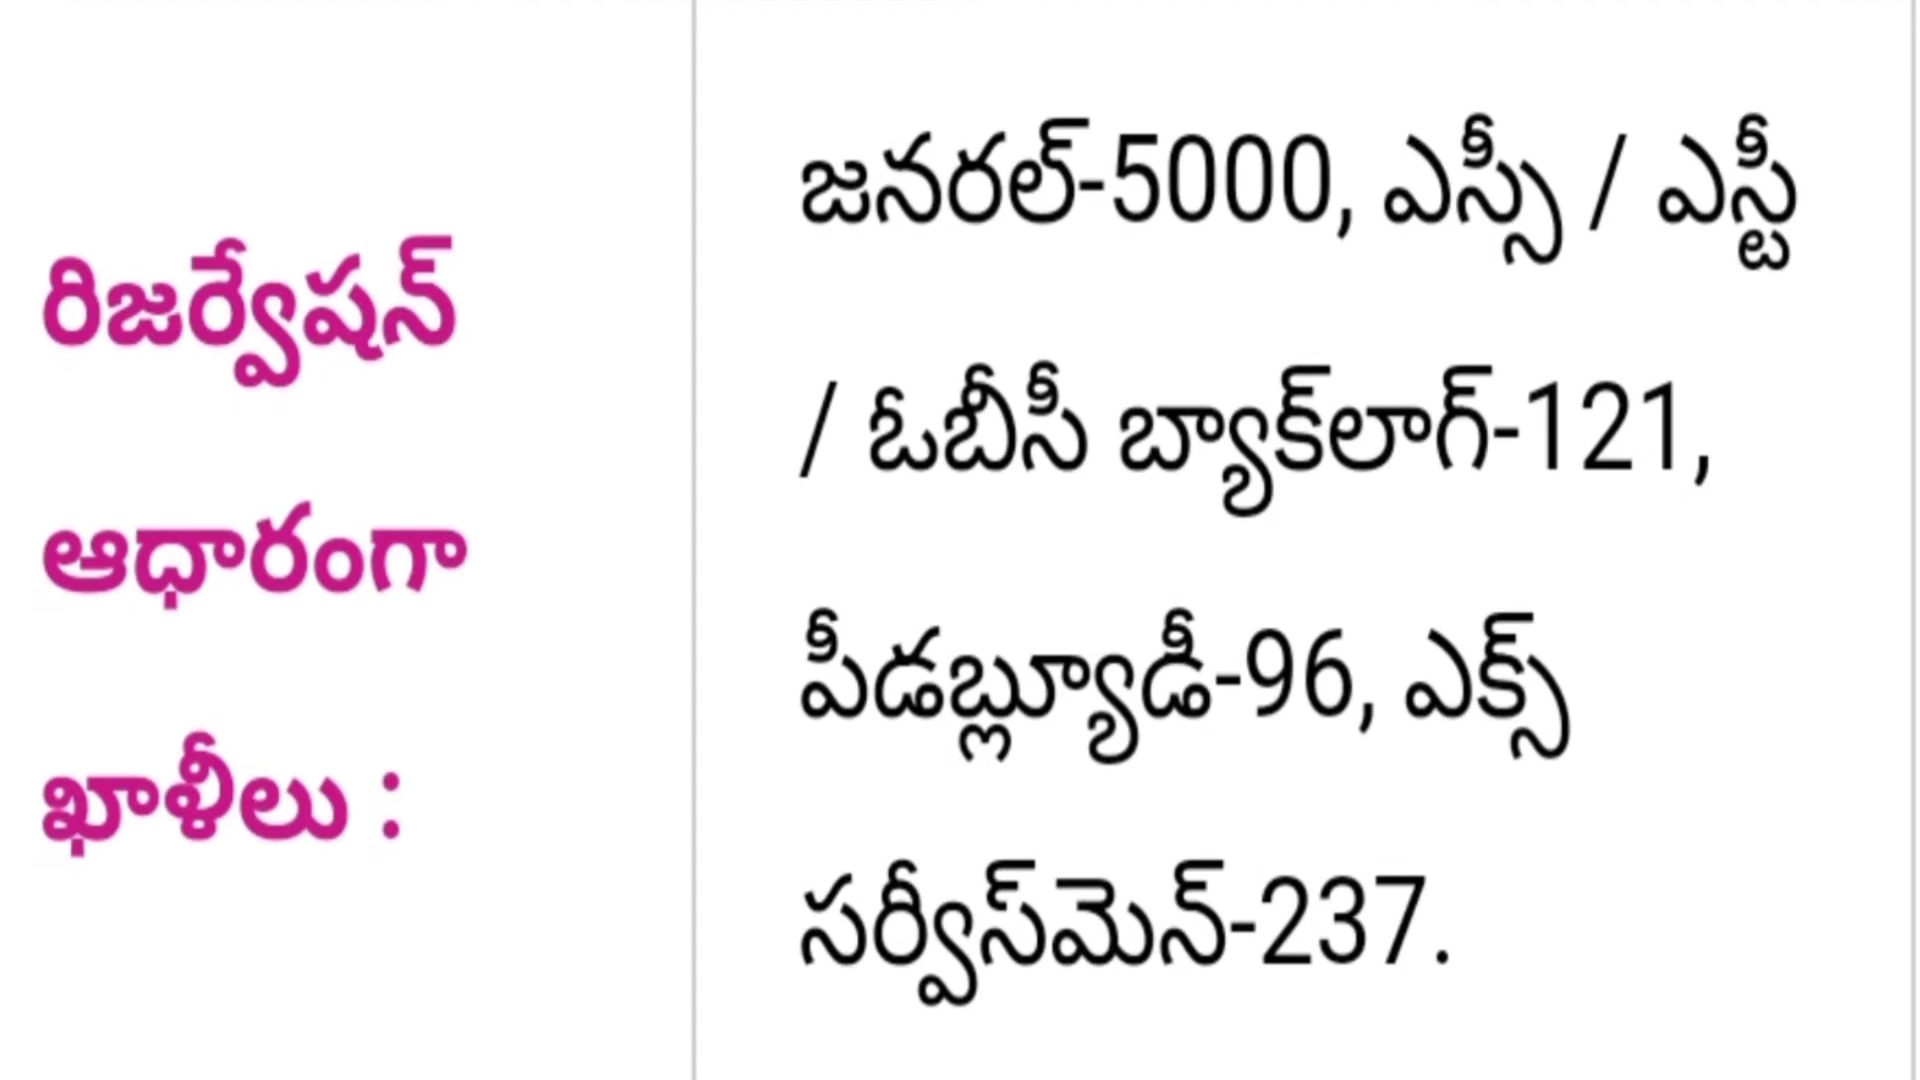 రిజర్వేషన్
ఆధారంగా
ఖాళీలు :
జనరల్-5000, ఎస్సీ / ఎస్టీ
/ ఓబీసీ బ్యాక్‌లాగ్-121,
పీడబ్ల్యూడీ-96, ఎక్స్
సర్వీస్‌మెన్-237.